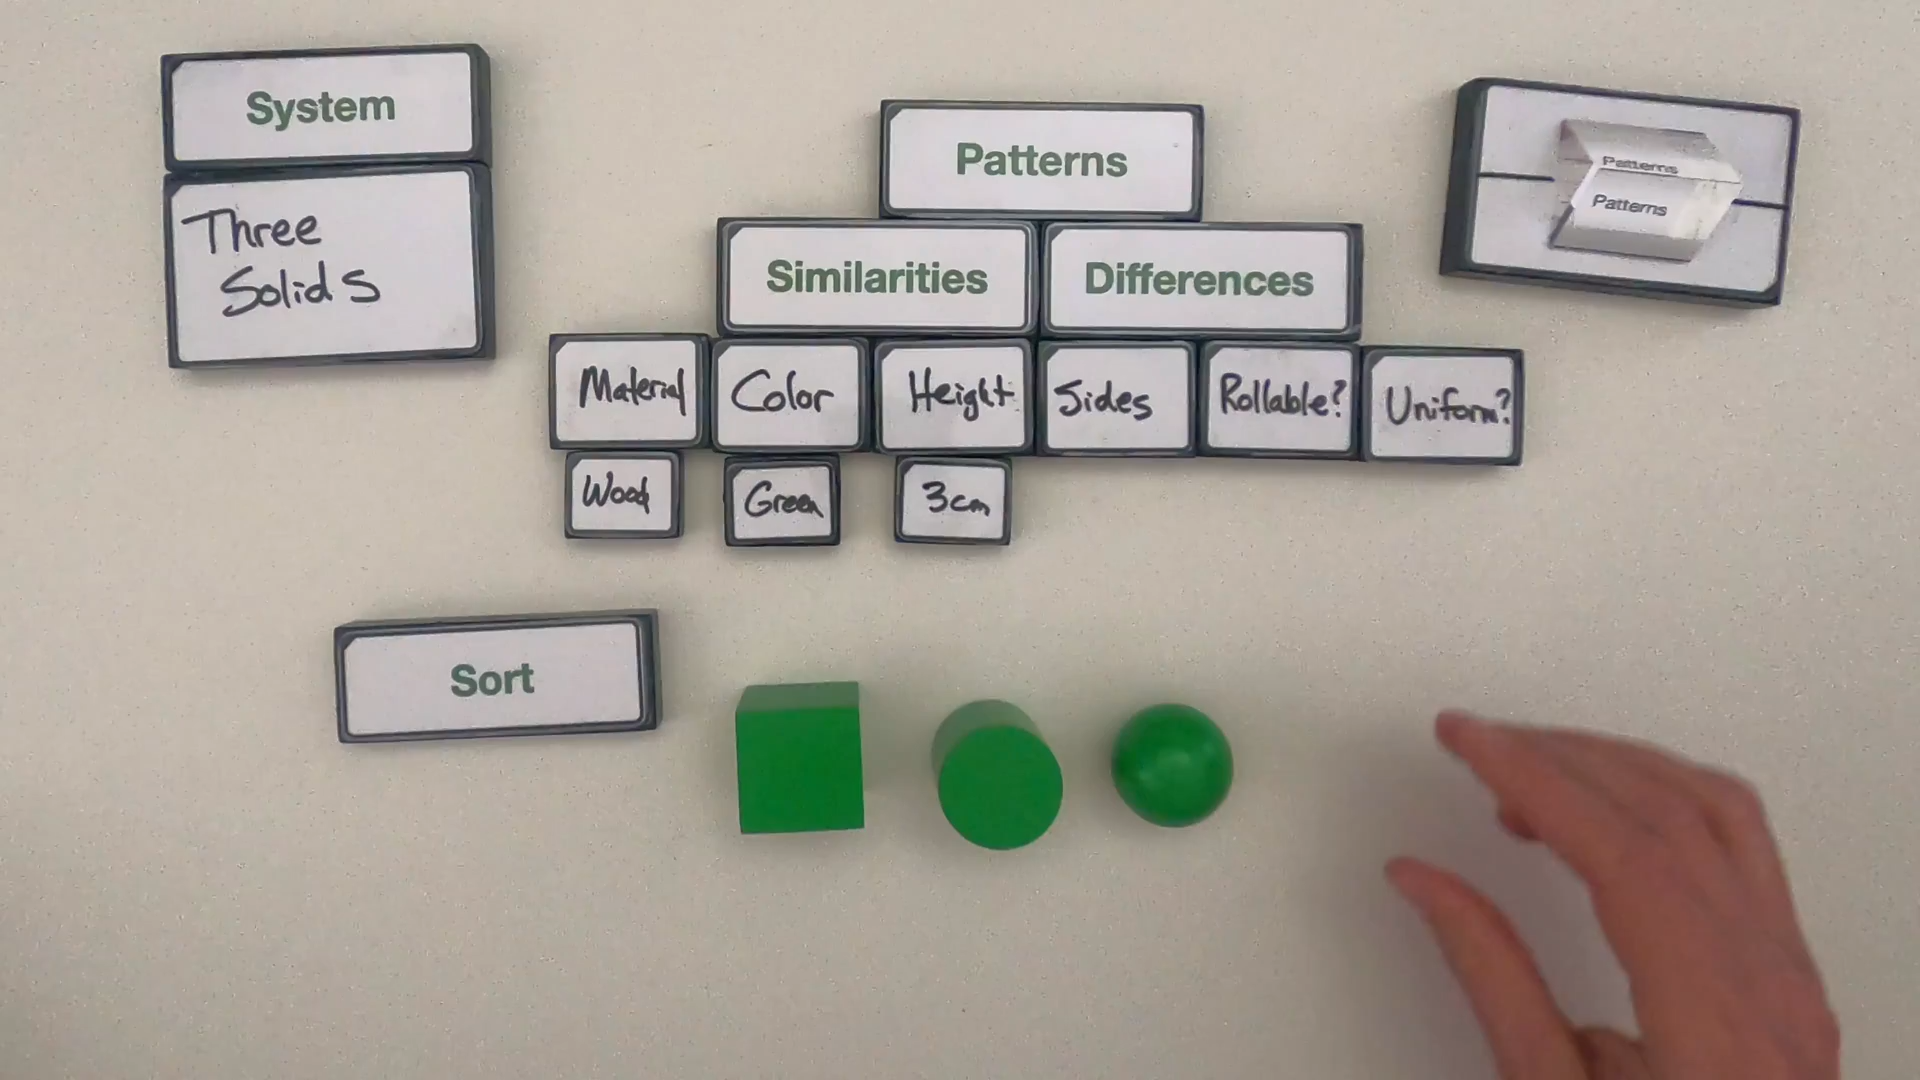 System
Three
Solids
Patterns
Similarities
Differences
Material
Color
Height
Sides
Rollable?
Uniform?
Wood
Green
3cm
Sort
Patterns
Patterns